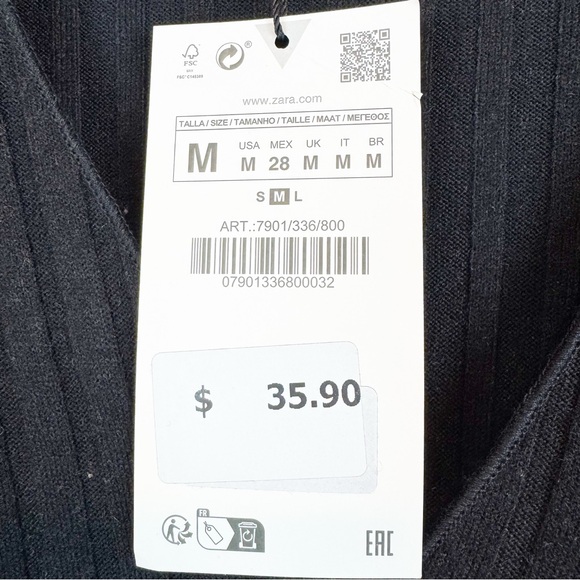 FSC
www.zara.com
TALLA / SIZE / TAMANHO / TAILLE / MAAT / ΜΕΓΕΘΟΣ
M
USA MEX UK IT BR
M 28 M M M
S M L
ART.:7901/336/800
07901336800032
$ 35.90
FR
EAC